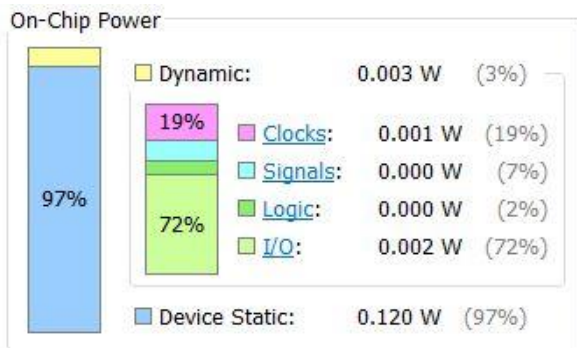 On-Chip Power
Dynamic: 0.003 W (3%)
19% Clocks: 0.001 W (19%)
Signals: 0.000 W (7%)
97% Logic: 0.000 W (2%)
72% I/O: 0.002 W (72%)
Device Static: 0.120 W (97%)